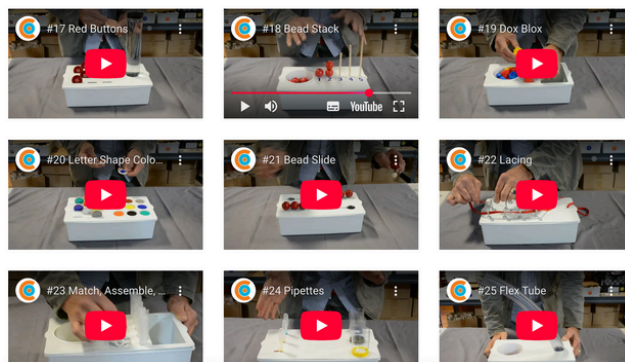 #17 Red Buttons
#18 Bead Stack
#19 Dox Blox
YouTube
#20 Letter Shape Colo...
#21 Bead Slide
#22 Lacing
#23 Match, Assemble, ...
#24 Pipettes
#25 Flex Tube